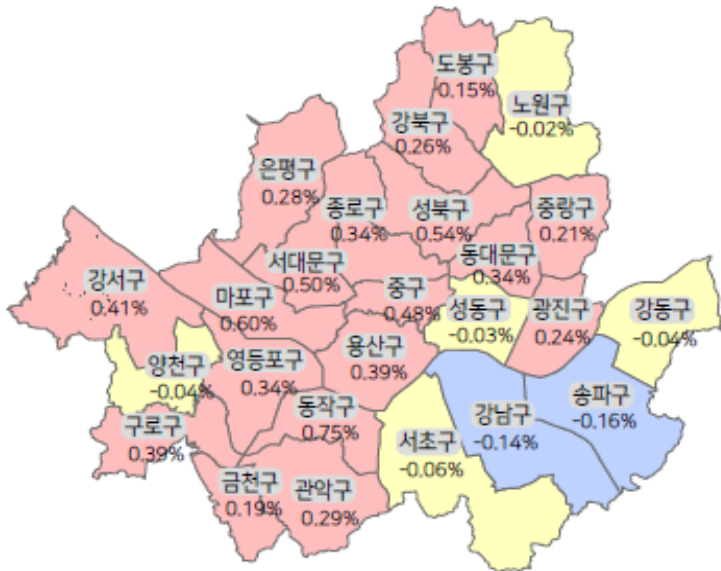 도봉구
0.15%
노원구
-0.02%
강북구
0.26%
은평구
0.28%
종로구
0.34%
성북구
0.54%
중랑구
0.21%
동대문구
0.34%
서대문구
0.50%
강서구
0.41%
마포구
0.60%
중구
0.48%
성동구
-0.03%
광진구
0.24%
강동구
-0.04%
양천구
-0.04%
영등포구
0.34%
용산구
0.39%
동작구
0.75%
강남구
-0.14%
송파구
-0.16%
구로구
0.39%
서초구
-0.06%
금천구
0.19%
관악구
0.29%